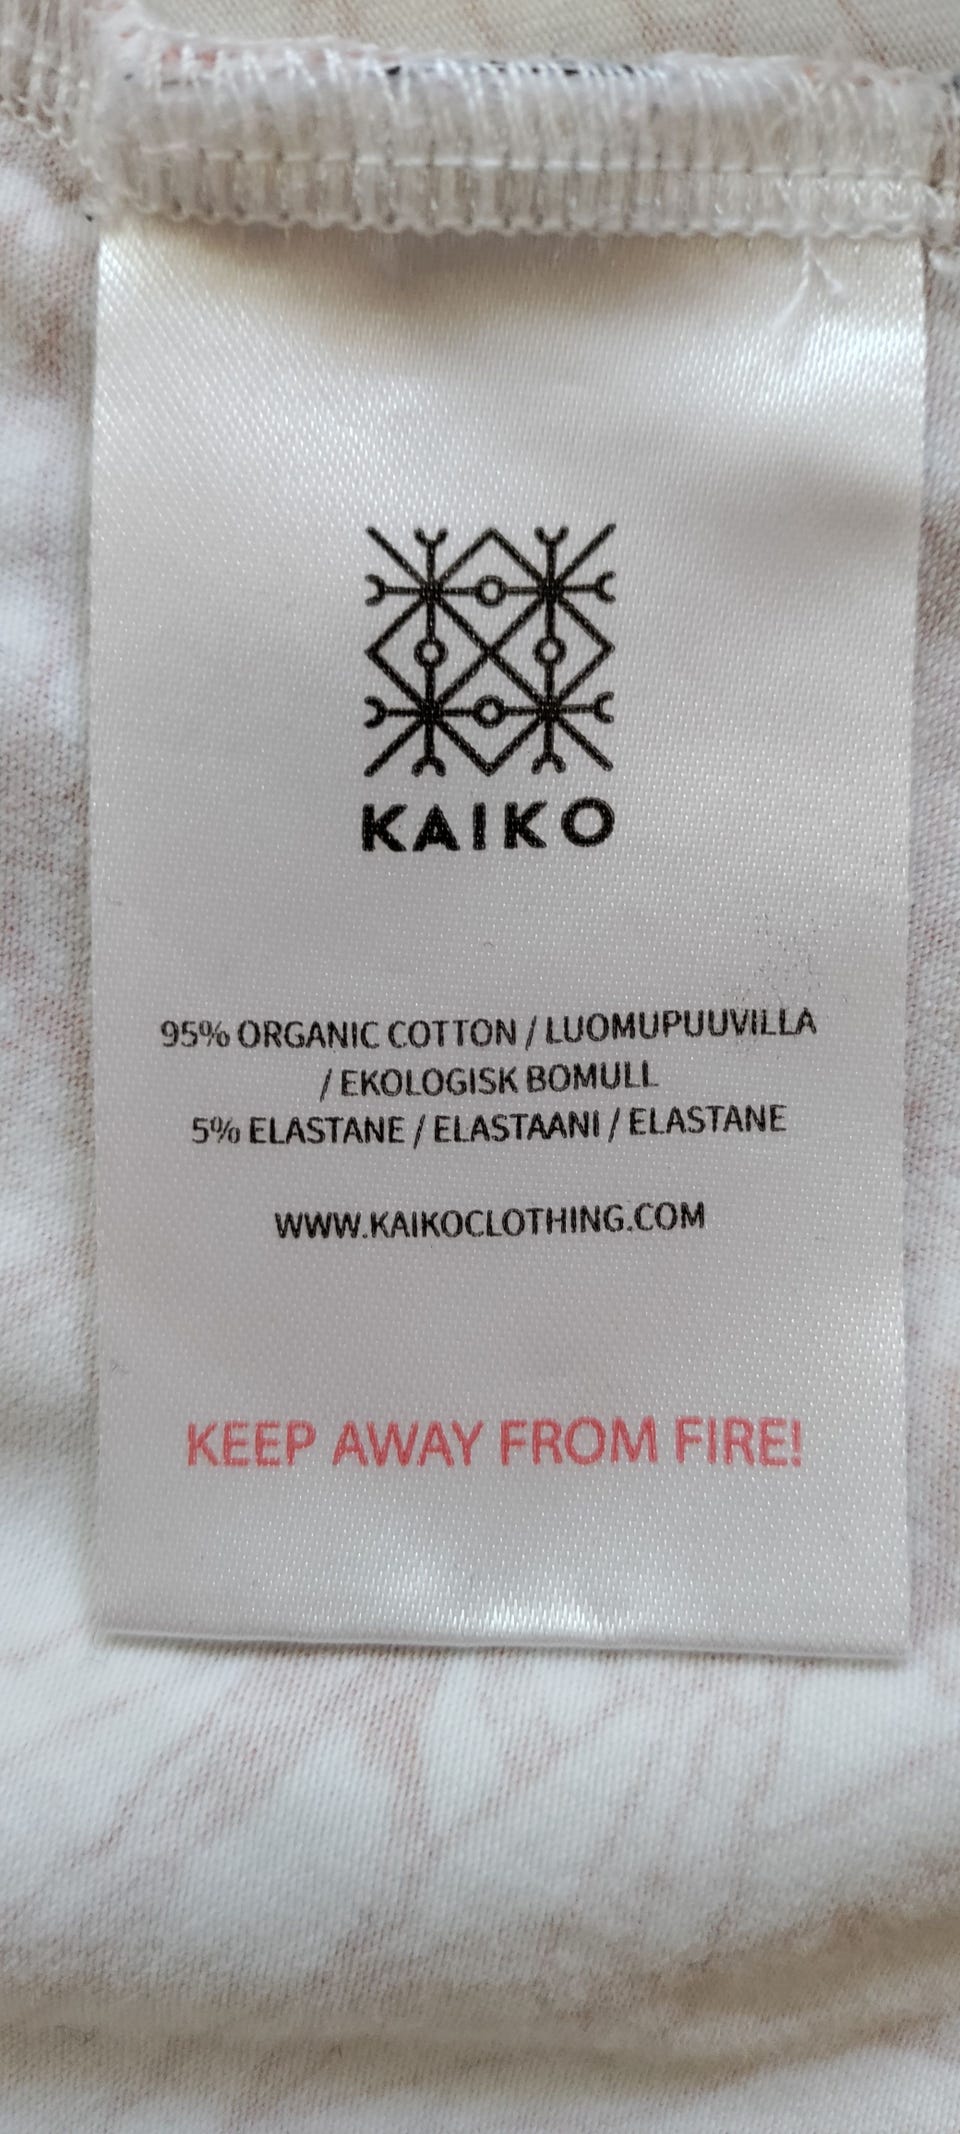 KAIKO
95% ORGANIC COTTON / LUOMUPUUVILLA
/ EKOLOGISK BOMULL
5% ELASTANE / ELASTAANI / ELASTANE
WWW.KAIKOCLOTHING.COM
KEEP AWAY FROM FIRE!